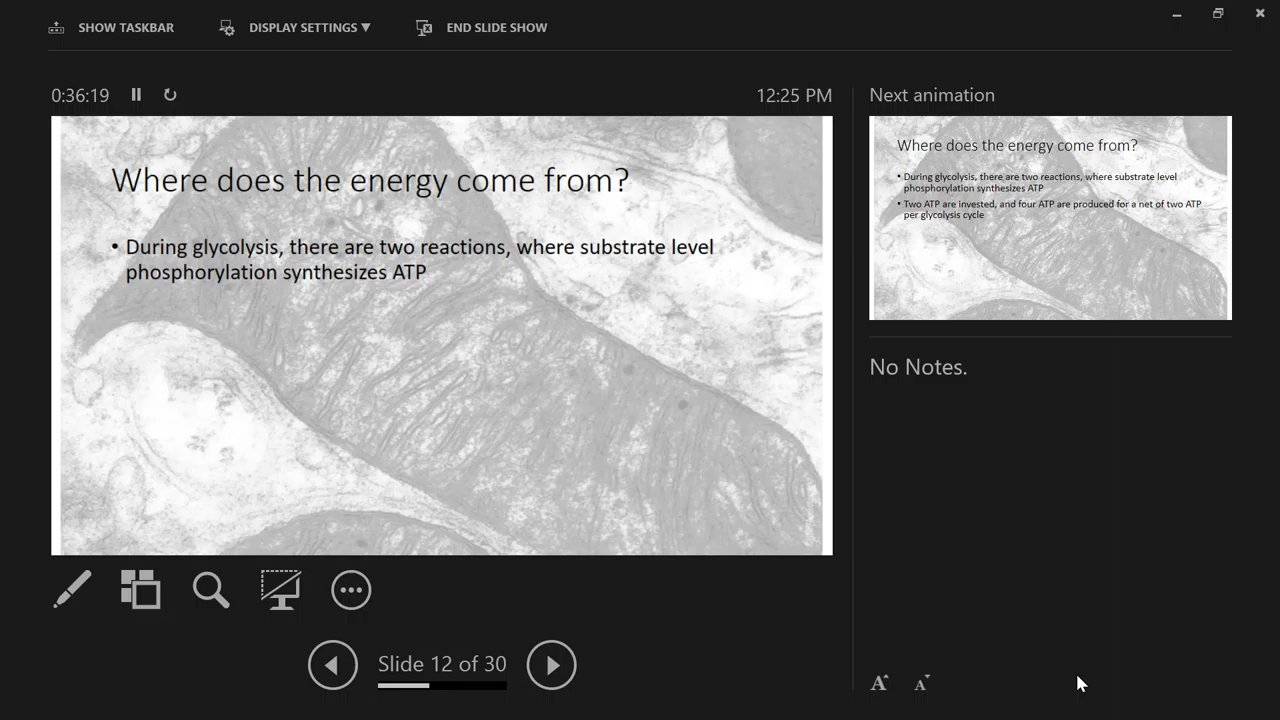 SHOW TASKBAR
DISPLAY SETTINGS ▼
END SLIDE SHOW
0:36:19
12:25 PM
Where does the energy come from?
• During glycolysis, there are two reactions, where substrate level
phosphorylation synthesizes ATP
Slide 12 of 30
Next animation
Where does the energy come from?
• During glycolysis, there are two reactions, where substrate level
phosphorylation synthesizes ATP
• Two ATP are invested, and four ATP are produced for a net of two ATP
per glycolysis cycle
No Notes.
A A